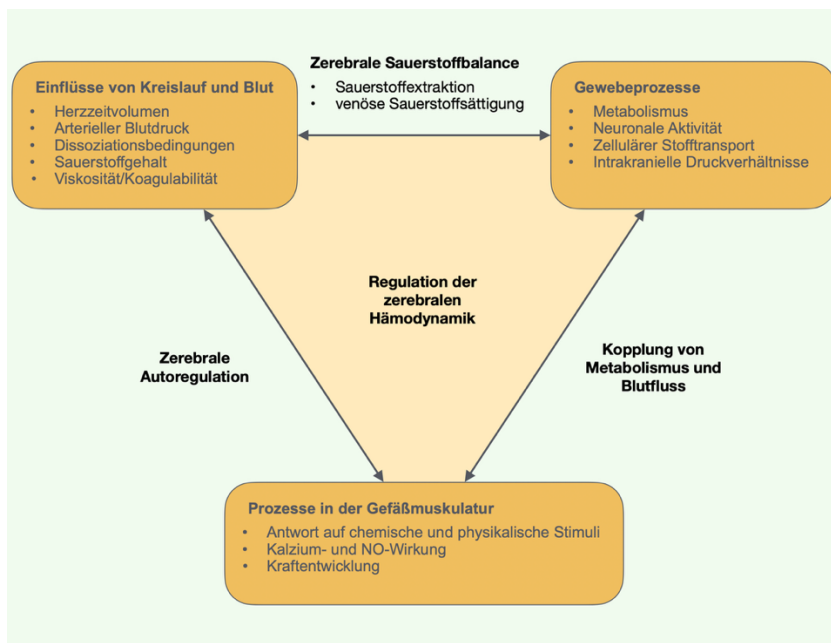 Zerebrale Sauerstoffbalance
• Sauerstoffextraktion
• venöse Sauerstoffsättigung
Einflüsse von Kreislauf und Blut
• Herzzeitvolumen
• Arterieller Blutdruck
• Dissoziationsbedingungen
• Sauerstoffgehalt
• Viskosität/Koagulabilität
Gewebeprozesse
• Metabolismus
• Neuronale Aktivität
• Zellulärer Stofftransport
• Intrakranielle Druckverhältnisse
Regulation der
zerebralen
Hämodynamik
Zerebrale
Autoregulation
Kopplung von
Metabolismus und
Blutfluss
Prozesse in der Gefäßmuskulatur
• Antwort auf chemische und physikalische Stimuli
• Kalzium- und NO-Wirkung
• Kraftentwicklung